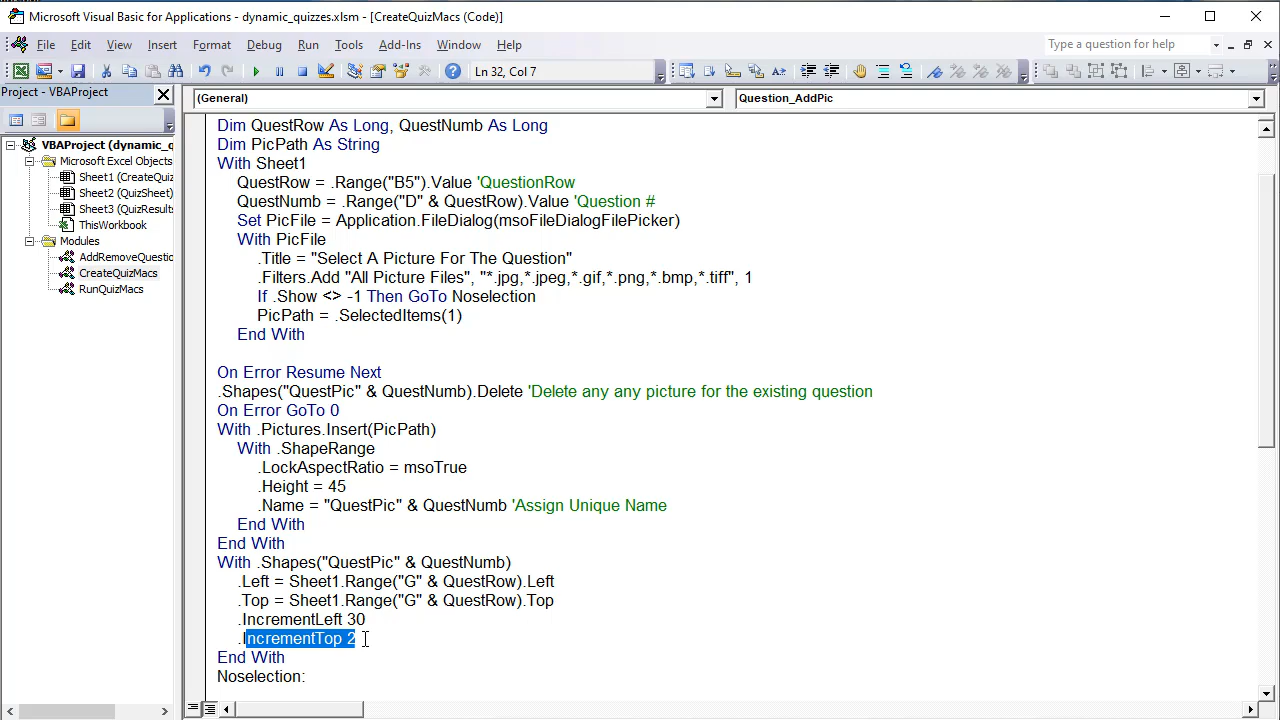 Microsoft Visual Basic for Applications - dynamic_quizzes.xlsm - [CreateQuizMacs (Code)]
File Edit View Insert Format Debug Run Tools Add-Ins Window Help
Type a question for help
Ln 32, Col 7
Project - VBAProject
(General)
Question_AddPic
VBAProject (dynamic_q
Microsoft Excel Objects
Sheet1 (CreateQuiz
Sheet2 (QuizSheet)
Sheet3 (QuizResults
ThisWorkbook
Modules
AddRemoveQuestio
CreateQuizMacs
RunQuizMacs
Dim QuestRow As Long, QuestNumb As Long
Dim PicPath As String
With Sheet1
QuestRow = .Range("B5").Value 'QuestionRow
QuestNumb = .Range("D" & QuestRow).Value 'Question #
Set PicFile = Application.FileDialog(msoFileDialogFilePicker)
With PicFile
.Title = "Select A Picture For The Question"
.Filters.Add "All Picture Files", "*.jpg,*.jpeg,*.gif,*.png,*.bmp,*.tiff", 1
If .Show <> -1 Then GoTo Noselection
PicPath = .SelectedItems(1)
End With
On Error Resume Next
.Shapes("QuestPic" & QuestNumb).Delete 'Delete any any picture for the existing question
On Error GoTo 0
With .Pictures.Insert(PicPath)
With .ShapeRange
.LockAspectRatio = msoTrue
.Height = 45
.Name = "QuestPic" & QuestNumb 'Assign Unique Name
End With
End With
With .Shapes("QuestPic" & QuestNumb)
.Left = Sheet1.Range("G" & QuestRow).Left
.Top = Sheet1.Range("G" & QuestRow).Top
.IncrementLeft 30
.IncrementTop 2
End With
Noselection: